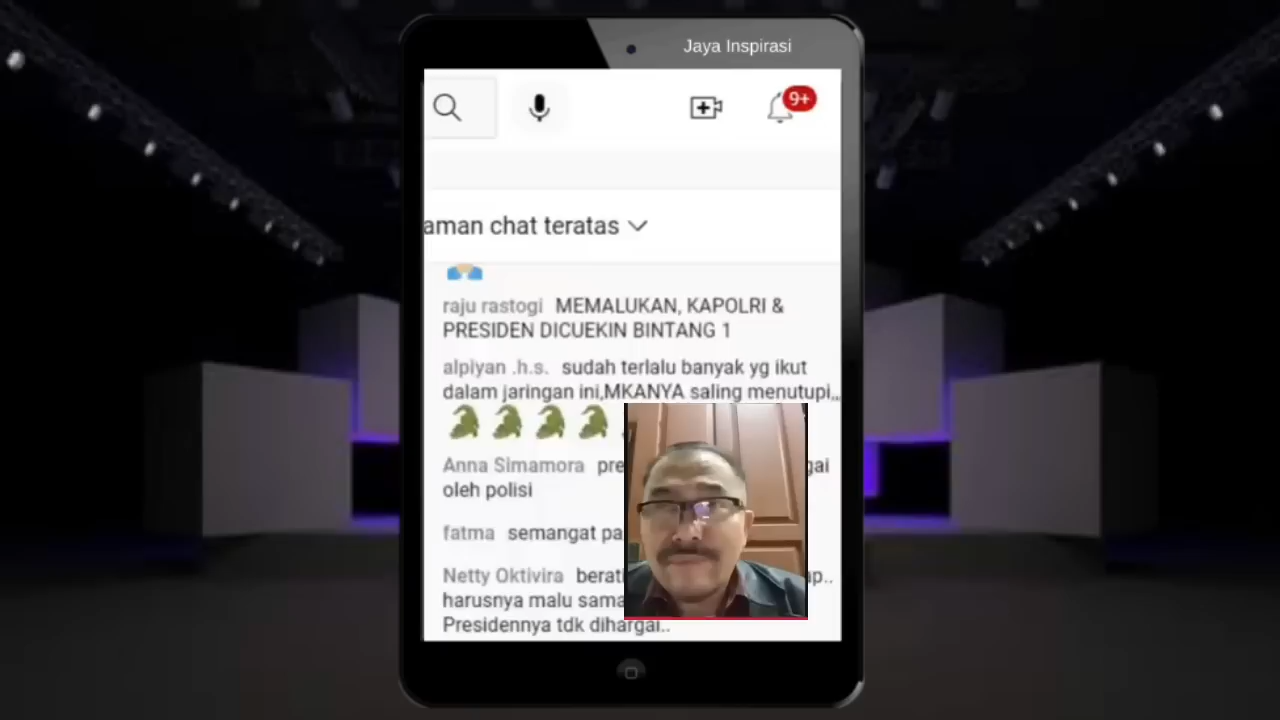 Jaya Inspirasi
9+
aman chat teratas
raju rastogi MEMALUKAN, KAPOLRI &
PRESIDEN DICUEKIN BINTANG 1
alpiyan .h.s. sudah terlalu banyak yg ikut
dalam jaringan ini,MKANYA saling menutupi,,
Anna Simamora pre gai
oleh polisi
fatma semangat pa
Netty Oktivira berati ap..
harusnya malu sama
Presidennya tdk dihargai..